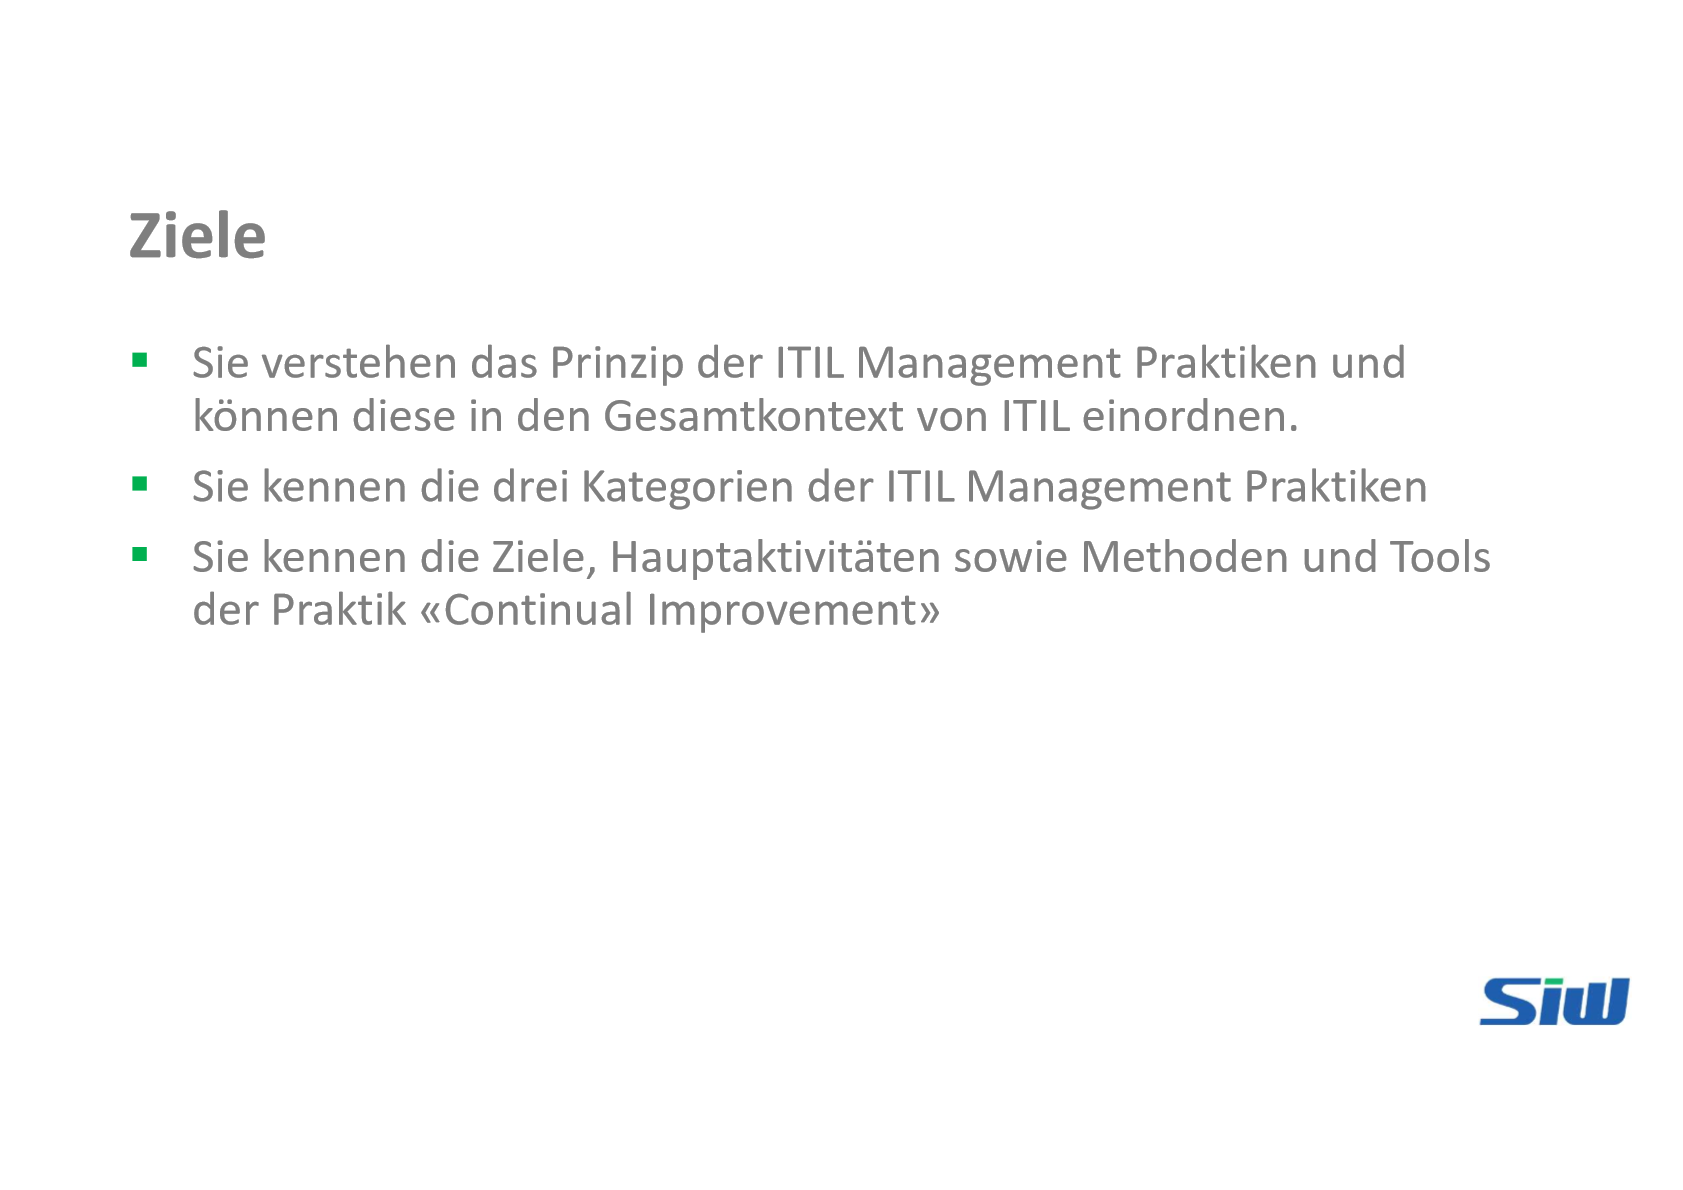 Ziele
▪ Sie verstehen das Prinzip der ITIL Management Praktiken und
können diese in den Gesamtkontext von ITIL einordnen.
▪ Sie kennen die drei Kategorien der ITIL Management Praktiken
▪ Sie kennen die Ziele, Hauptaktivitäten sowie Methoden und Tools
der Praktik «Continual Improvement»
Siw